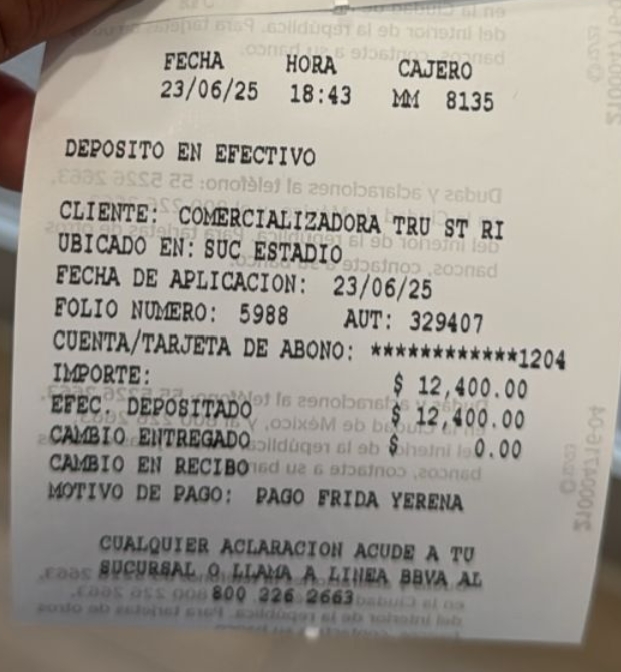 FECHA HORA CAJERO
23/06/25 18:43 MM 8135
DEPOSITO EN EFECTIVO
CLIENTE: COMERCIALIZADORA TRU ST RI
UBICADO EN: SUC ESTADIO
FECHA DE APLICACION: 23/06/25
FOLIO NUMERO: 5988 AUT: 329407
CUENTA/TARJETA DE ABONO: ************1204
IMPORTE: $ 12,400.00
EFEC. DEPOSITADO $ 12,400.00
CAMBIO ENTREGADO $ 0.00
CAMBIO EN RECIBO
MOTIVO DE PAGO: PAGO FRIDA YERENA
CUALQUIER ACLARACION ACUDE A TU
SUCURSAL O LLAMA A LINEA BBVA AL
800 226 2663